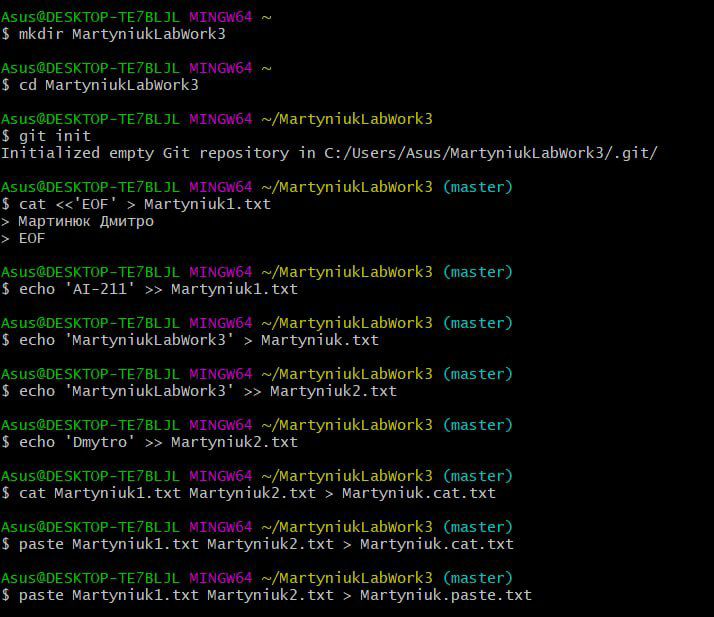 Asus@DESKTOP-TE7BLJL MINGW64 ~
$ mkdir MartyniukLabWork3
Asus@DESKTOP-TE7BLJL MINGW64 ~
$ cd MartyniukLabWork3
Asus@DESKTOP-TE7BLJL MINGW64 ~/MartyniukLabWork3
$ git init
Initialized empty Git repository in C:/Users/Asus/MartyniukLabWork3/.git/
Asus@DESKTOP-TE7BLJL MINGW64 ~/MartyniukLabWork3 (master)
$ cat <<'EOF' > Martyniuk1.txt
> Мартинюк Дмитро
> EOF
Asus@DESKTOP-TE7BLJL MINGW64 ~/MartyniukLabWork3 (master)
$ echo 'AI-211' >> Martyniuk1.txt
Asus@DESKTOP-TE7BLJL MINGW64 ~/MartyniukLabWork3 (master)
$ echo 'MartyniukLabWork3' > Martyniuk.txt
Asus@DESKTOP-TE7BLJL MINGW64 ~/MartyniukLabWork3 (master)
$ echo 'MartyniukLabWork3' >> Martyniuk2.txt
Asus@DESKTOP-TE7BLJL MINGW64 ~/MartyniukLabWork3 (master)
$ echo 'Dmytro' >> Martyniuk2.txt
Asus@DESKTOP-TE7BLJL MINGW64 ~/MartyniukLabWork3 (master)
$ cat Martyniuk1.txt Martyniuk2.txt > Martyniuk.cat.txt
Asus@DESKTOP-TE7BLJL MINGW64 ~/MartyniukLabWork3 (master)
$ paste Martyniuk1.txt Martyniuk2.txt > Martyniuk.cat.txt
Asus@DESKTOP-TE7BLJL MINGW64 ~/MartyniukLabWork3 (master)
$ paste Martyniuk1.txt Martyniuk2.txt > Martyniuk.paste.txt